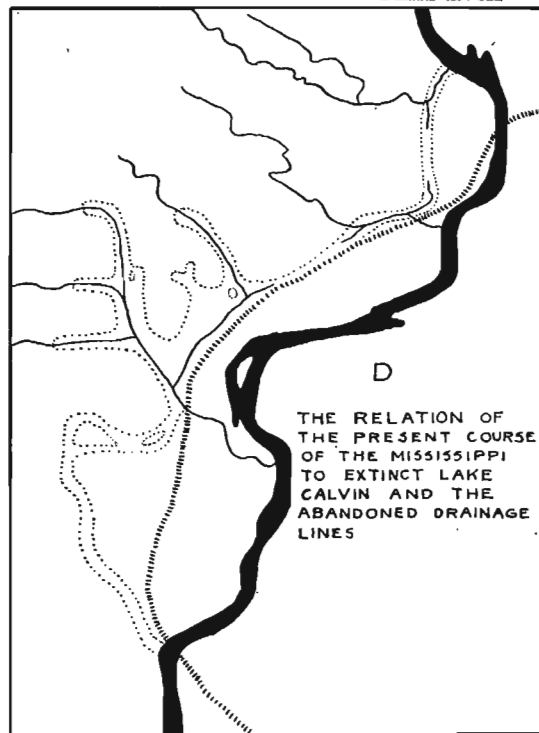 D
THE RELATION OF
THE PRESENT COURSE
OF THE MISSISSIPPI
TO EXTINCT LAKE
CALVIN AND THE
ABANDONED DRAINAGE
LINES